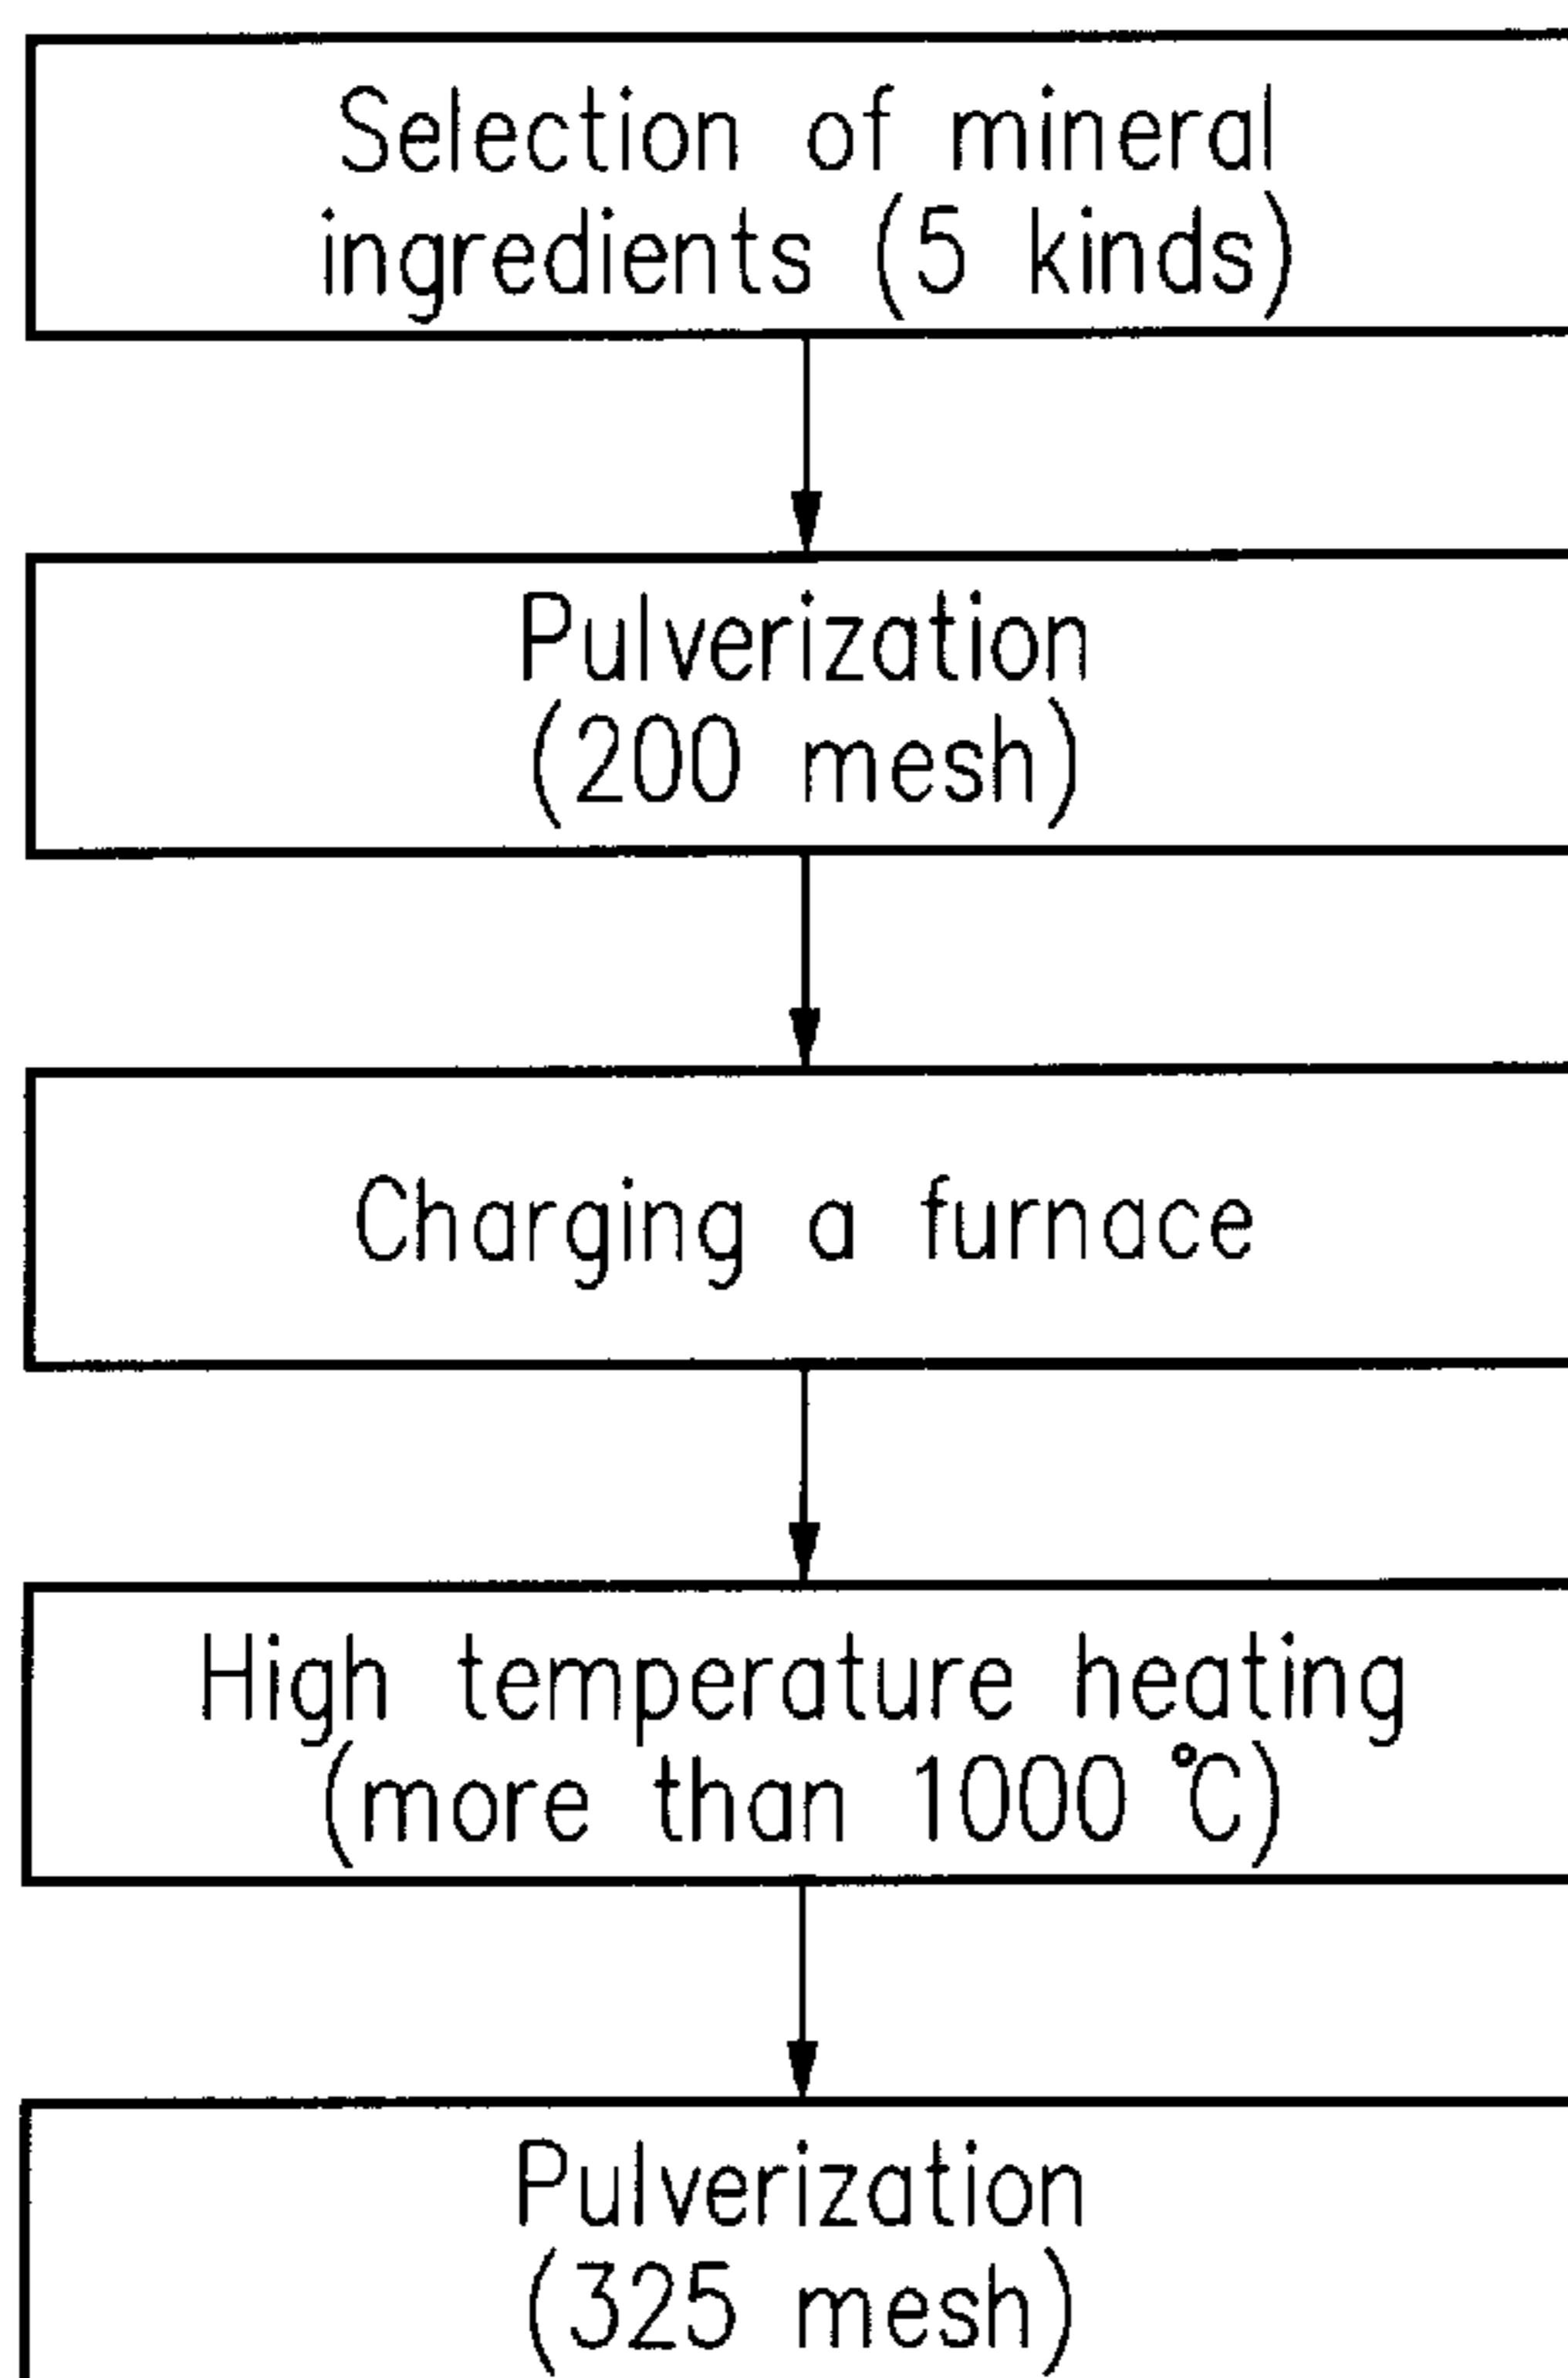 Selection of mineral
ingredients (5 kinds)
Pulverization
(200 mesh)
Charging a furnace
High temperature heating
(more than 1000 ℃)
Pulverization
(325 mesh)